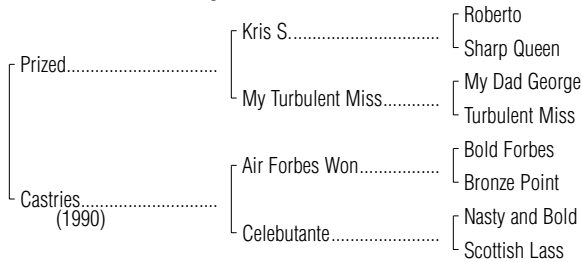 Roberto
Kris S.
Sharp Queen
Prized
My Dad George
My Turbulent Miss
Turbulent Miss
Bold Forbes
Air Forbes Won
Bronze Point
Castries
(1990)
Nasty and Bold
Celebutante
Scottish Lass